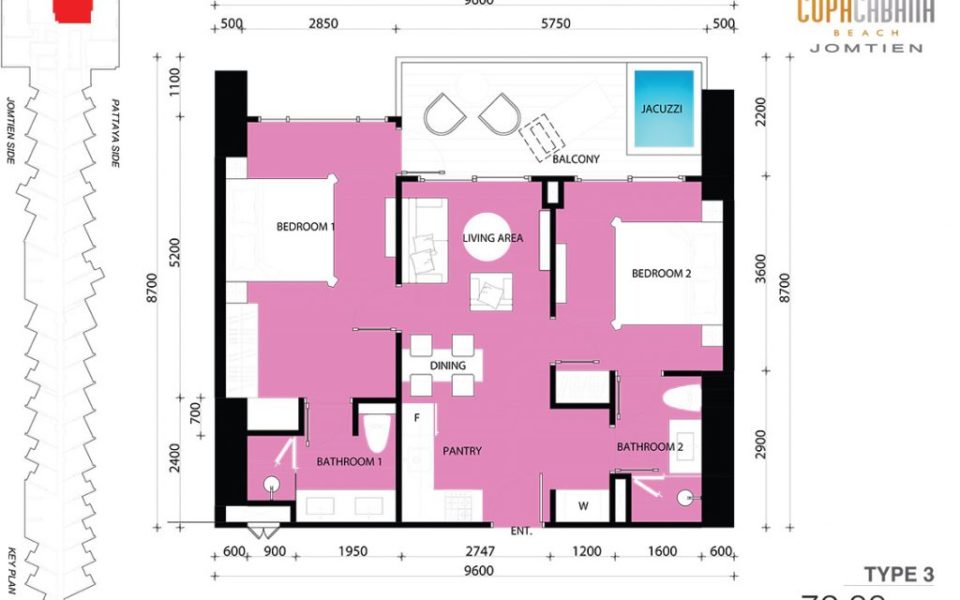 9600
500 2850 5750 500
COPACABANA
BEACH
JOMTIEN
JOMTIEN SIDE
PATTAYA SIDE
KEY PLAN
1100
5200
8700
700
2400
2200
3600
8700
2900
JACUZZI
BALCONY
BEDROOM 1
LIVING AREA
BEDROOM 2
DINING
F
PANTRY
BATHROOM 1
BATHROOM 2
W
ENT.
600 900 1950 2747 1200 1600 600
9600
TYPE 3